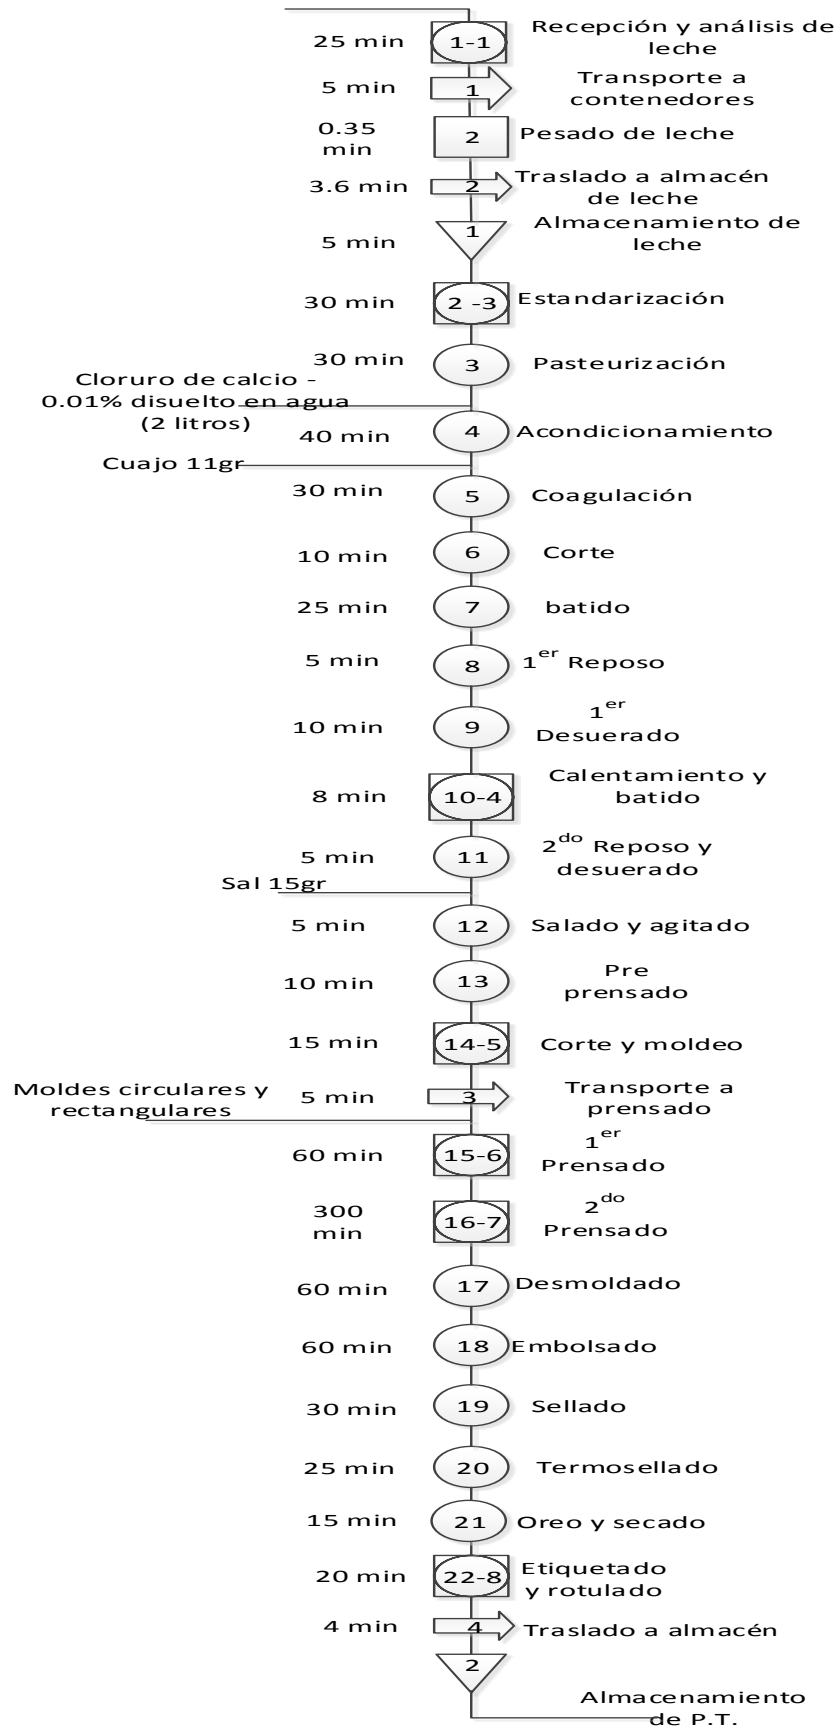 25 min
1-1
Recepción y análisis de
leche
5 min
1
Transporte a
contenedores
0.35
min
2
Pesado de leche
3.6 min
2
Traslado a almacén
de leche
5 min
1
Almacenamiento de
leche
30 min
2 -3
Estandarización
30 min
3
Pasteurización
Cloruro de calcio -
0.01% disuelto en agua
(2 litros)
40 min
4
Acondicionamiento
Cuajo 11gr
30 min
5
Coagulación
10 min
6
Corte
25 min
7
batido
5 min
8
1er Reposo
10 min
9
1er
Desuerado
8 min
10-4
Calentamiento y
batido
5 min
11
2do Reposo y
desuerado
Sal 15gr
5 min
12
Salado y agitado
10 min
13
Pre
prensado
15 min
14-5
Corte y moldeo
Moldes circulares y
rectangulares
5 min
3
Transporte a
prensado
60 min
15-6
1er
Prensado
300
min
16-7
2do
Prensado
60 min
17
Desmoldado
60 min
18
Embolsado
30 min
19
Sellado
25 min
20
Termosellado
15 min
21
Oreo y secado
20 min
22-8
Etiquetado
y rotulado
4 min
4
Traslado a almacén
2
Almacenamiento
de P.T.